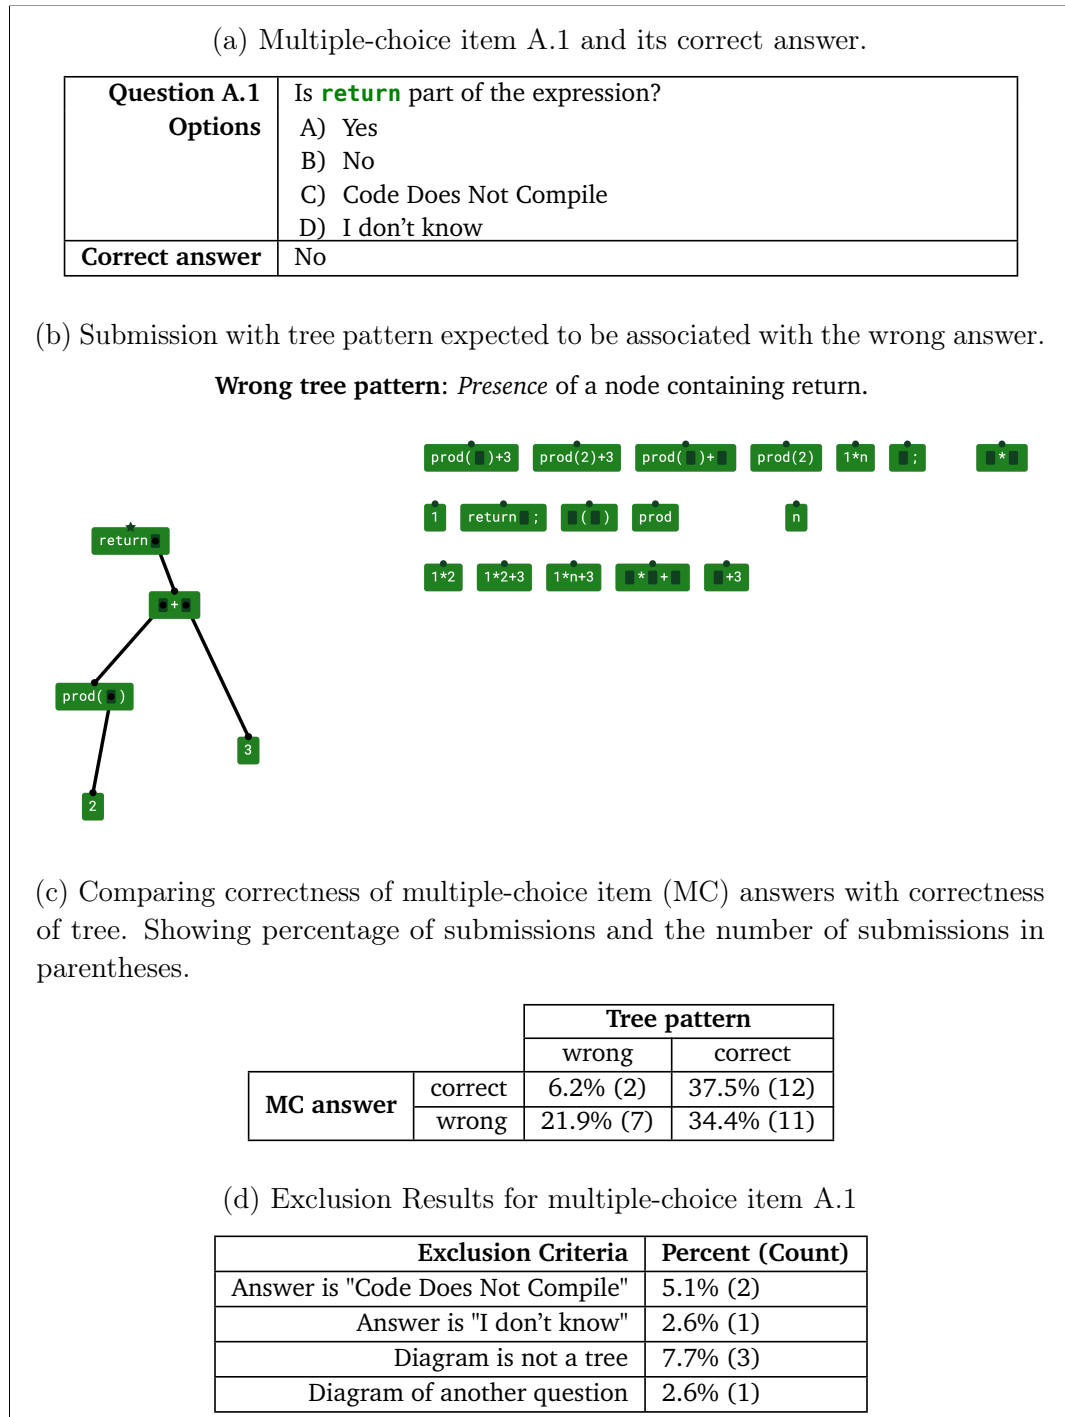 (a) Multiple-choice item A.1 and its correct answer.
Question A.1 Is return part of the expression?
Options A) Yes
B) No
C) Code Does Not Compile
D) I don't know
Correct answer No
(b) Submission with tree pattern expected to be associated with the wrong answer.
Wrong tree pattern: Presence of a node containing return.
prod( )+3 prod(2)+3 prod( )+ prod(2) 1*n ; *
1 return ; ( ) prod n
return
1*2 1*2+3 1*n+3 * + +3
+
prod( )
3
2
(c) Comparing correctness of multiple-choice item (MC) answers with correctness
of tree. Showing percentage of submissions and the number of submissions in
parentheses.
Tree pattern
wrong correct
MC answer correct 6.2% (2) 37.5% (12)
wrong 21.9% (7) 34.4% (11)
(d) Exclusion Results for multiple-choice item A.1
Exclusion Criteria Percent (Count)
Answer is "Code Does Not Compile" 5.1% (2)
Answer is "I don't know" 2.6% (1)
Diagram is not a tree 7.7% (3)
Diagram of another question 2.6% (1)